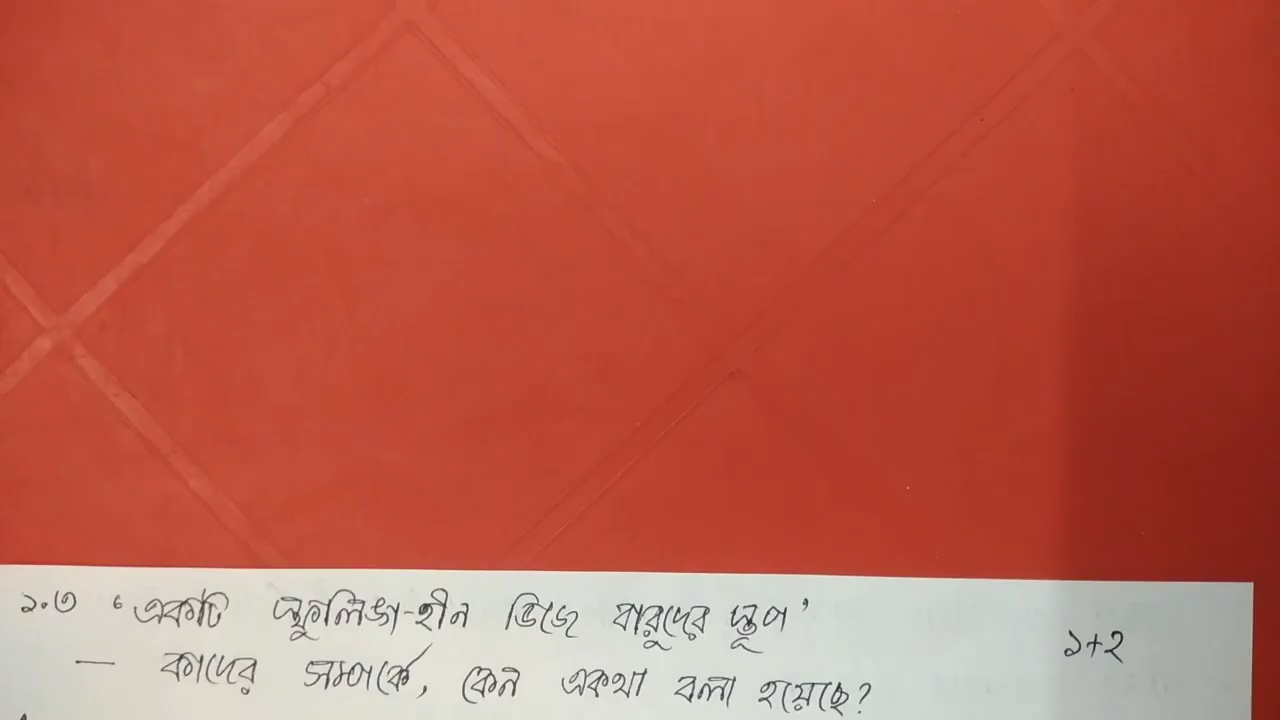 ১.৩ ‘একটি স্ফুলিঙ্গ-হীন ভিজে বারুদের স্তূপ’
১+২
— কাদের সম্পর্কে, কেন একথা বলা হয়েছে?